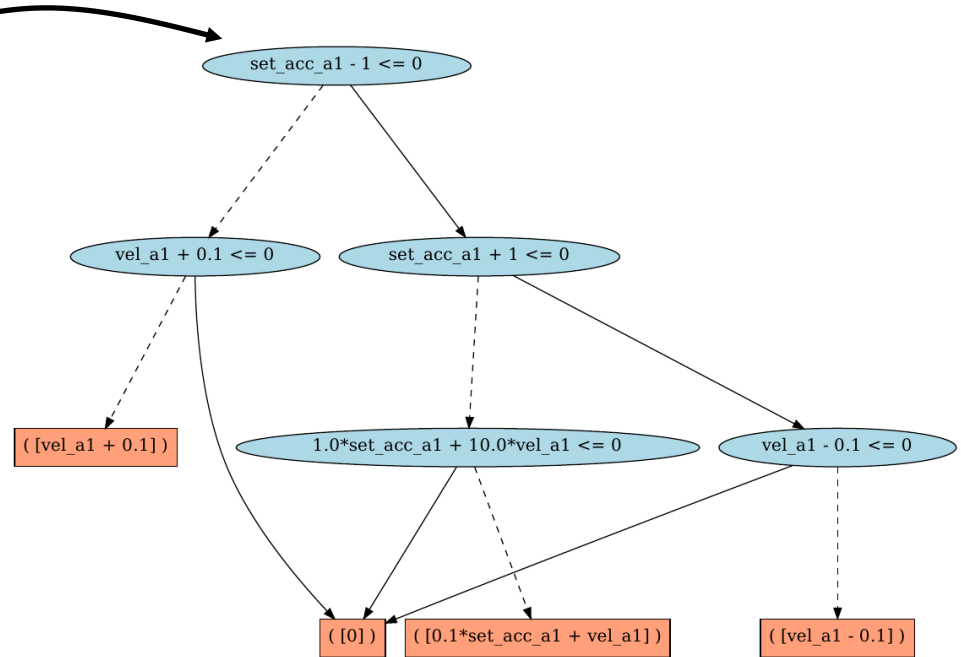 set_acc_a1 - 1 <= 0
vel_a1 + 0.1 <= 0
set_acc_a1 + 1 <= 0
( [vel_a1 + 0.1] )
1.0*set_acc_a1 + 10.0*vel_a1 <= 0
vel_a1 - 0.1 <= 0
( [0] )
( [0.1*set_acc_a1 + vel_a1] )
( [vel_a1 - 0.1] )